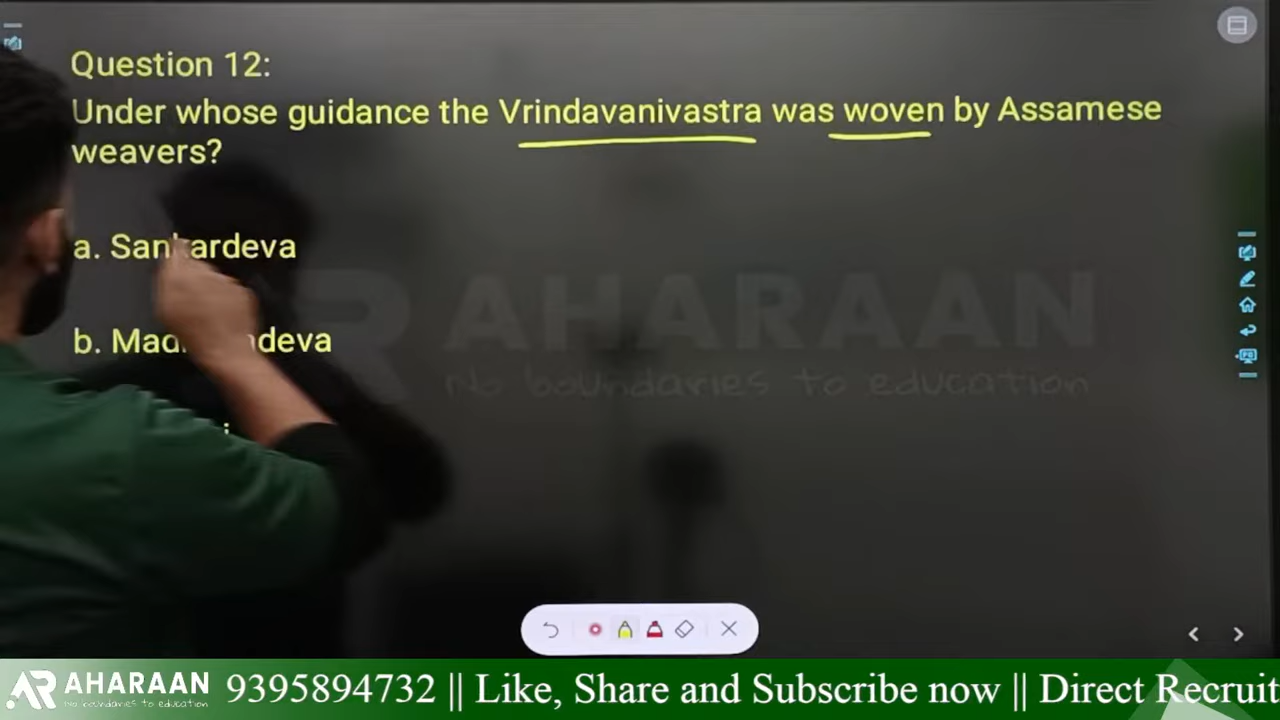 Question 12:
Under whose guidance the Vrindavanivastra was woven by Assamese
weavers?
a. Sankardeva
b.
AHARAAN
No boundaries to education
AHARAAN
No boundaries to education
9395894732 || Like, Share and Subscribe now || Direct Recruit